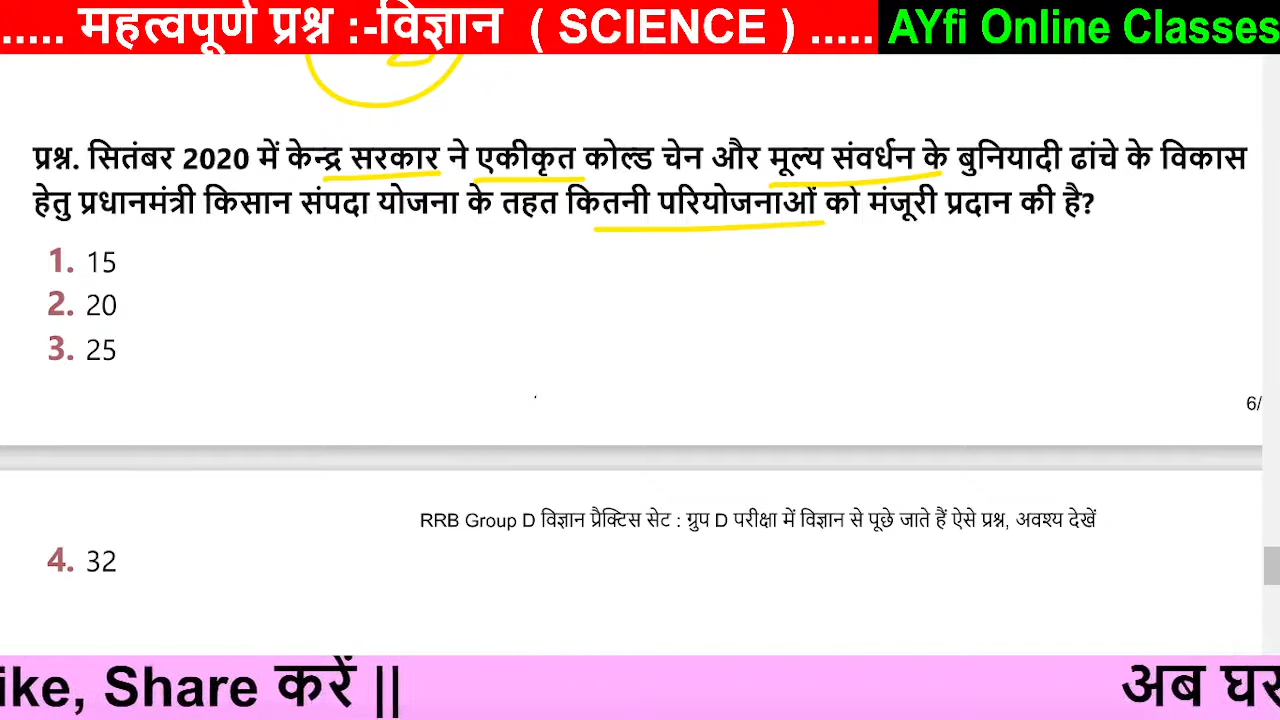 ..... महत्वपूर्ण प्रश्न :-विज्ञान ( SCIENCE ) ..... AYfi Online Classes
प्रश्न. सितंबर 2020 में केन्द्र सरकार ने एकीकृत कोल्ड चेन और मूल्य संवर्धन के बुनियादी ढांचे के विकास
हेतु प्रधानमंत्री किसान संपदा योजना के तहत कितनी परियोजनाओं को मंजूरी प्रदान की है?
1. 15
2. 20
3. 25
6/
RRB Group D विज्ञान प्रैक्टिस सेट : ग्रुप D परीक्षा में विज्ञान से पूछे जाते हैं ऐसे प्रश्न, अवश्य देखें
4. 32
ike, Share करें || अब घर